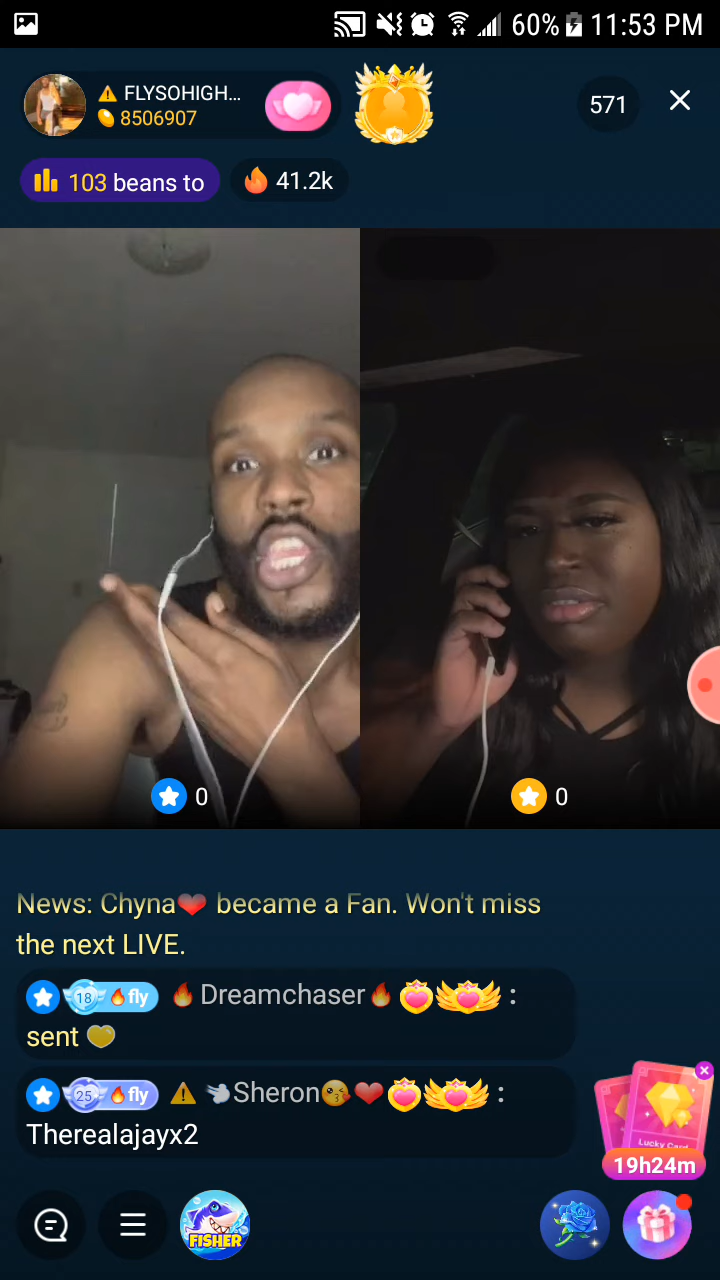 60% 11:53 PM
⚠ FLYSOHIGH...
8506907
571
103 beans to
41.2k
0
0
News: Chyna❤ became a Fan. Won't miss
the next LIVE.
18 🔥fly 🔥Dreamchaser🔥 :
sent 💛
25 🔥fly ⚠ 💨Sheron😘❤ :
Therealajayx2
Lucky Card
19h24m
FISHER